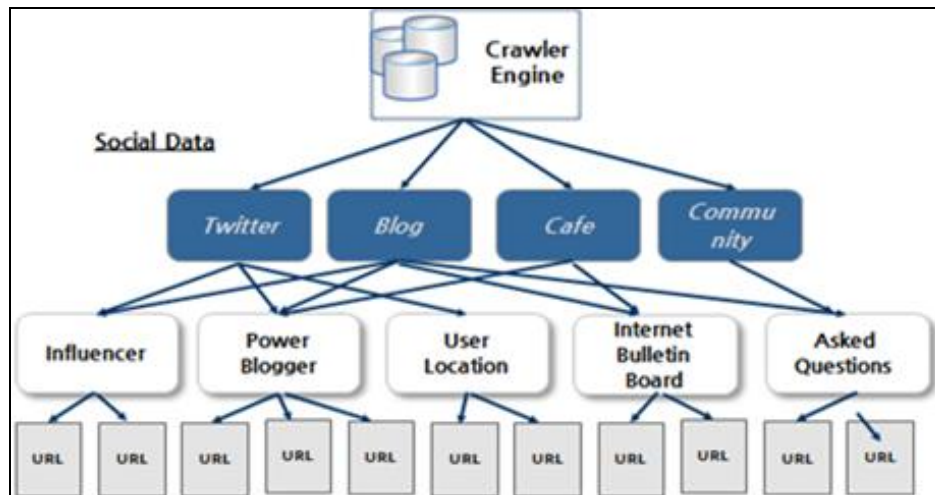 Crawler
Engine
Social Data
Twitter
Blog
Cafe
Commu
nity
Influencer
Power
Blogger
User
Location
Internet
Bulletin
Board
Asked
Questions
URL
URL
URL
URL
URL
URL
URL
URL
URL
URL
URL